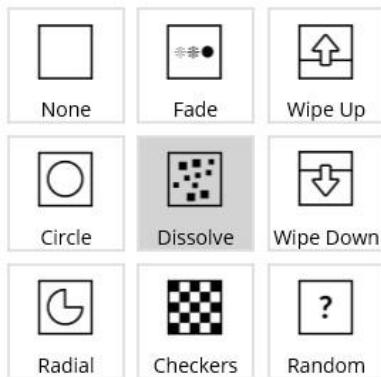 None
Fade
Wipe Up
Circle
Dissolve
Wipe Down
?
Radial
Checkers
Random